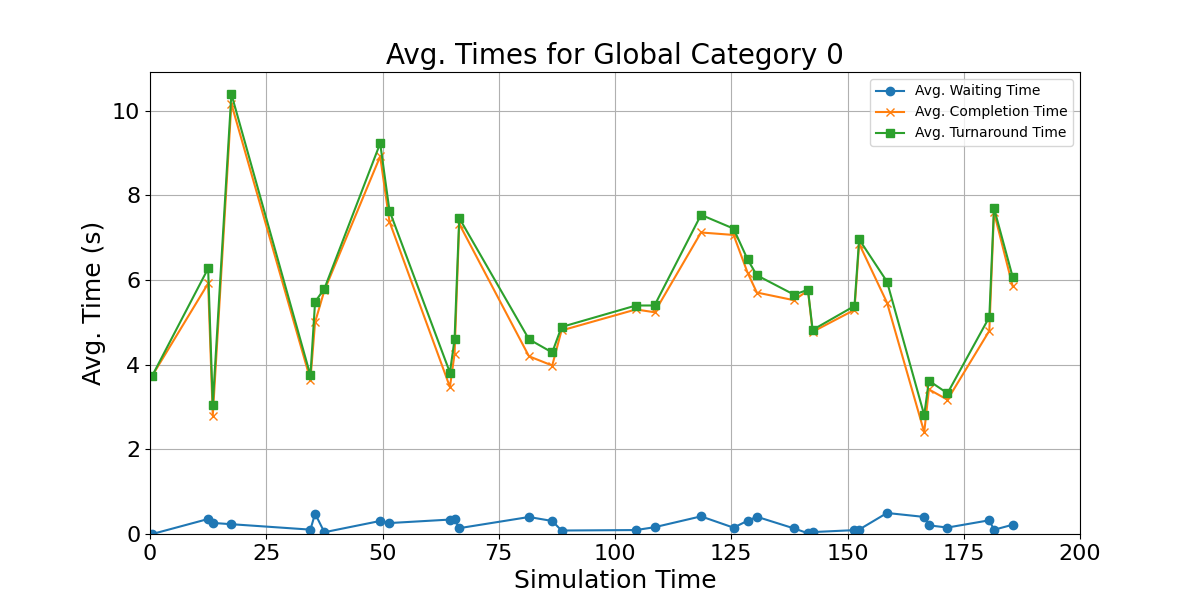 Avg. Times for Global Category 0
Avg. Waiting Time
Avg. Completion Time
Avg. Turnaround Time
Avg. Time (s)
10
8
6
4
2
0
0 25 50 75 100 125 150 175 200
Simulation Time